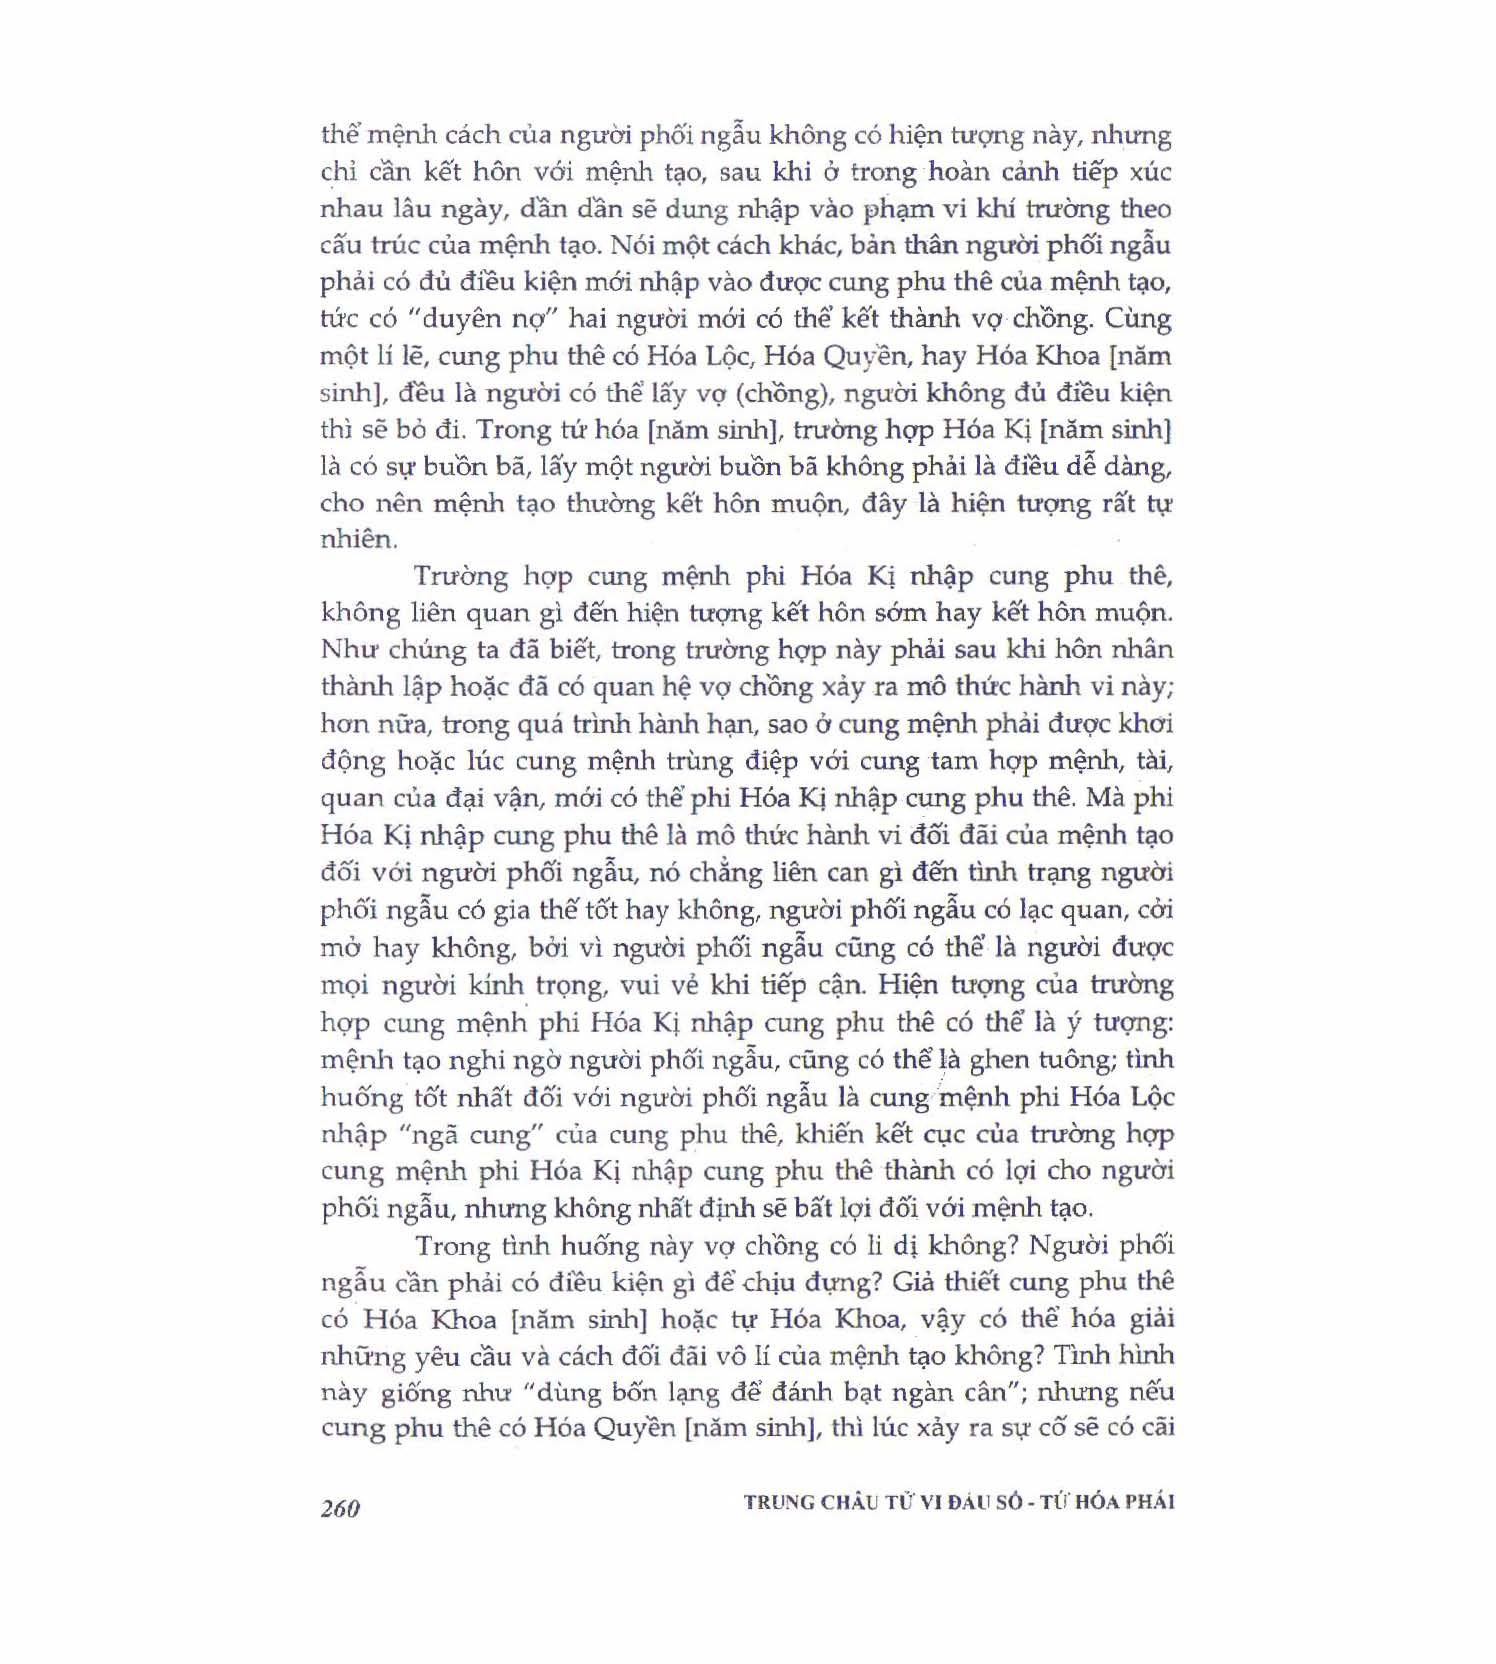 thể mệnh cách của người phối ngẫu không có hiện tượng này, nhưng
chỉ cần kết hôn với mệnh tạo, sau khi ở trong hoàn cảnh tiếp xúc
nhau lâu ngày, dần dần sẽ dung nhập vào phạm vi khí trường theo
cấu trúc của mệnh tạo. Nói một cách khác, bản thân người phối ngẫu
phải có đủ điều kiện mới nhập vào được cung phu thê của mệnh tạo,
tức có "duyên nợ" hai người mới có thể kết thành vợ chồng. Cùng
một lí lẽ, cung phu thê có Hóa Lộc, Hóa Quyền, hay Hóa Khoa [năm
sinh], đều là người có thể lấy vợ (chồng), người không đủ điều kiện
thì sẽ bỏ đi. Trong tứ hóa [năm sinh], trường hợp Hóa Kị [năm sinh]
là có sự buồn bã, lấy một người buồn bã không phải là điều dễ dàng,
cho nên mệnh tạo thường kết hôn muộn, đây là hiện tượng rất tự
nhiên.
Trường hợp cung mệnh phi Hóa Kị nhập cung phu thê,
không liên quan gì đến hiện tượng kết hôn sớm hay kết hôn muộn.
Như chúng ta đã biết, trong trường hợp này phải sau khi hôn nhân
thành lập hoặc đã có quan hệ vợ chồng xảy ra mô thức hành vi này;
hơn nữa, trong quá trình hành hạn, sao ở cung mệnh phải được khơi
động hoặc lúc cung mệnh trùng điệp với cung tam hợp mệnh, tài,
quan của đại vận, mới có thể phi Hóa Kị nhập cung phu thê. Mà phi
Hóa Kị nhập cung phu thê là mô thức hành vi đối đãi của mệnh tạo
đối với người phối ngẫu, nó chẳng liên can gì đến tình trạng người
phối ngẫu có gia thế tốt hay không, người phối ngẫu có lạc quan, cởi
mở hay không, bởi vì người phối ngẫu cũng có thể là người được
mọi người kính trọng, vui vẻ khi tiếp cận. Hiện tượng của trường
hợp cung mệnh phi Hóa Kị nhập cung phu thê có thể là ý tượng:
mệnh tạo nghi ngờ người phối ngẫu, cũng có thể là ghen tuông; tình
huống tốt nhất đối với người phối ngẫu là cung mệnh phi Hóa Lộc
nhập "ngã cung" của cung phu thê, khiến kết cục của trường hợp
cung mệnh phi Hóa Kị nhập cung phu thê thành có lợi cho người
phối ngẫu, nhưng không nhất định sẽ bất lợi đối với mệnh tạo.
Trong tình huống này vợ chồng có li dị không? Người phối
ngẫu cần phải có điều kiện gì để chịu đựng? Giả thiết cung phu thê
có Hóa Khoa [năm sinh] hoặc tự Hóa Khoa, vậy có thể hóa giải
những yêu cầu và cách đối đãi vô lí của mệnh tạo không? Tình hình
này giống như "dùng bốn lạng để đánh bạt ngàn cân"; nhưng nếu
cung phu thê có Hóa Quyền [năm sinh], thì lúc xảy ra sự cố sẽ có cãi
260
TRUNG CHÂU TỬ VI ĐẨU SỐ - TỨ HÓA PHÁI